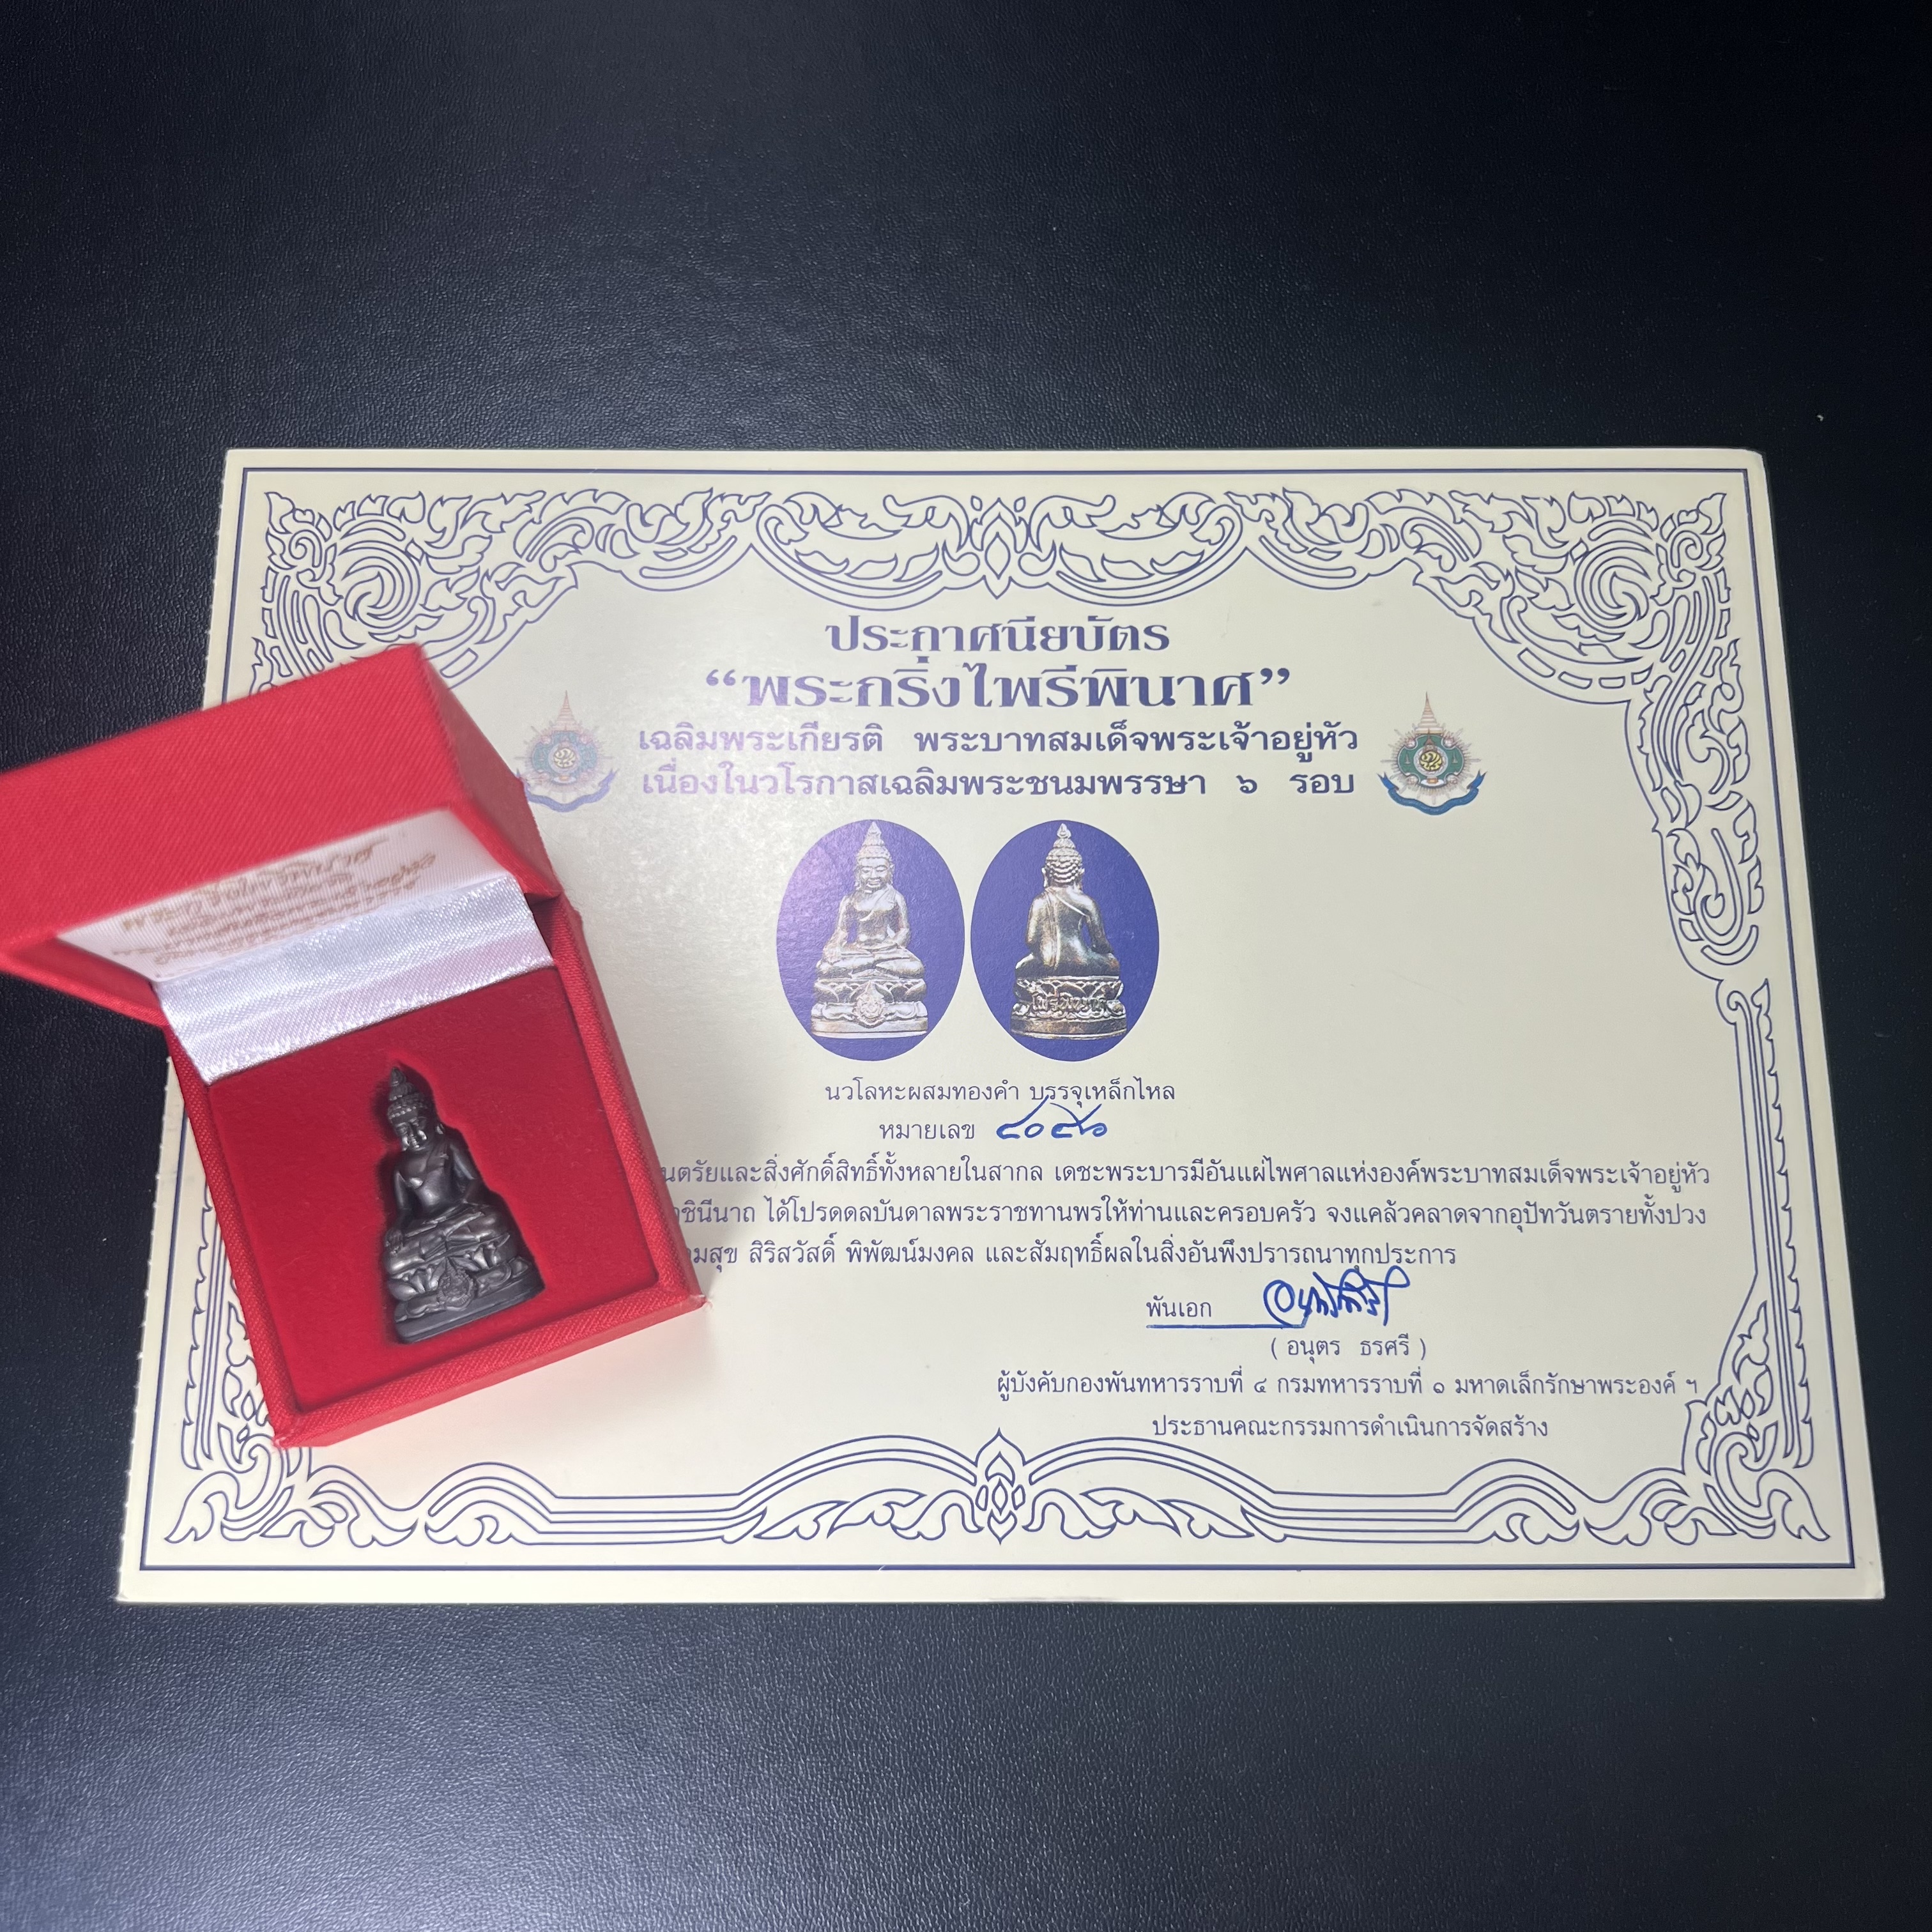 ประกาศนียบัตร
“พระกริ่งไพรีพินาศ”
เฉลิมพระเกียรติ พระบาทสมเด็จพระเจ้าอยู่หัว
เนื่องในวโรกาสเฉลิมพระชนมพรรษา ๖ รอบ
ไพรีพินาศ
นวโลหะผสมทองคำ บรรจุเหล็กไหล
หมายเลข
นตรัยและสิ่งศักดิ์สิทธิ์ทั้งหลายในสากล เดชะพระบารมีอันแผ่ไพศาลแห่งองค์พระบาทสมเด็จพระเจ้าอยู่หัว
ชินีนาถ ได้โปรดดลบันดาลพระราชทานพรให้ท่านและครอบครัว จงแคล้วคลาดจากอุปัทวันตรายทั้งปวง
มสุข สิริสวัสดิ์ พิพัฒน์มงคล และสัมฤทธิ์ผลในสิ่งอันพึงปรารถนาทุกประการ
พันเอก
( อนุตร ธรศรี )
ผู้บังคับกองพันทหารราบที่ ๔ กรมทหารราบที่ ๑ มหาดเล็กรักษาพระองค์ ฯ
ประธานคณะกรรมการดำเนินการจัดสร้าง